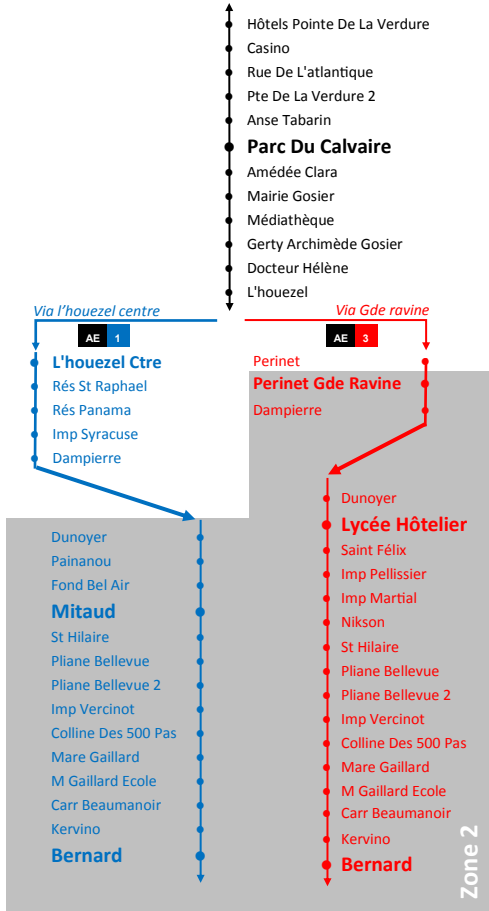 Hôtels Pointe De La Verdure
Casino
Rue De L'atlantique
Pte De La Verdure 2
Anse Tabarin
Parc Du Calvaire
Amédée Clara
Mairie Gosier
Médiathèque
Gerty Archimède Gosier
Docteur Hélène
L'houezel
Via l’houezel centre
AE 1
L'houezel Ctre
Rés St Raphael
Rés Panama
Imp Syracuse
Dampierre
Dunoyer
Painanou
Fond Bel Air
Mitaud
St Hilaire
Pliane Bellevue
Pliane Bellevue 2
Imp Vercinot
Colline Des 500 Pas
Mare Gaillard
M Gaillard Ecole
Carr Beaumanoir
Kervino
Bernard
Via Gde ravine
AE 3
Perinet
Perinet Gde Ravine
Dampierre
Dunoyer
Lycée Hôtelier
Saint Félix
Imp Pellissier
Imp Martial
Nikson
St Hilaire
Pliane Bellevue
Pliane Bellevue 2
Imp Vercinot
Colline Des 500 Pas
Mare Gaillard
M Gaillard Ecole
Carr Beaumanoir
Kervino
Bernard
Zone 2